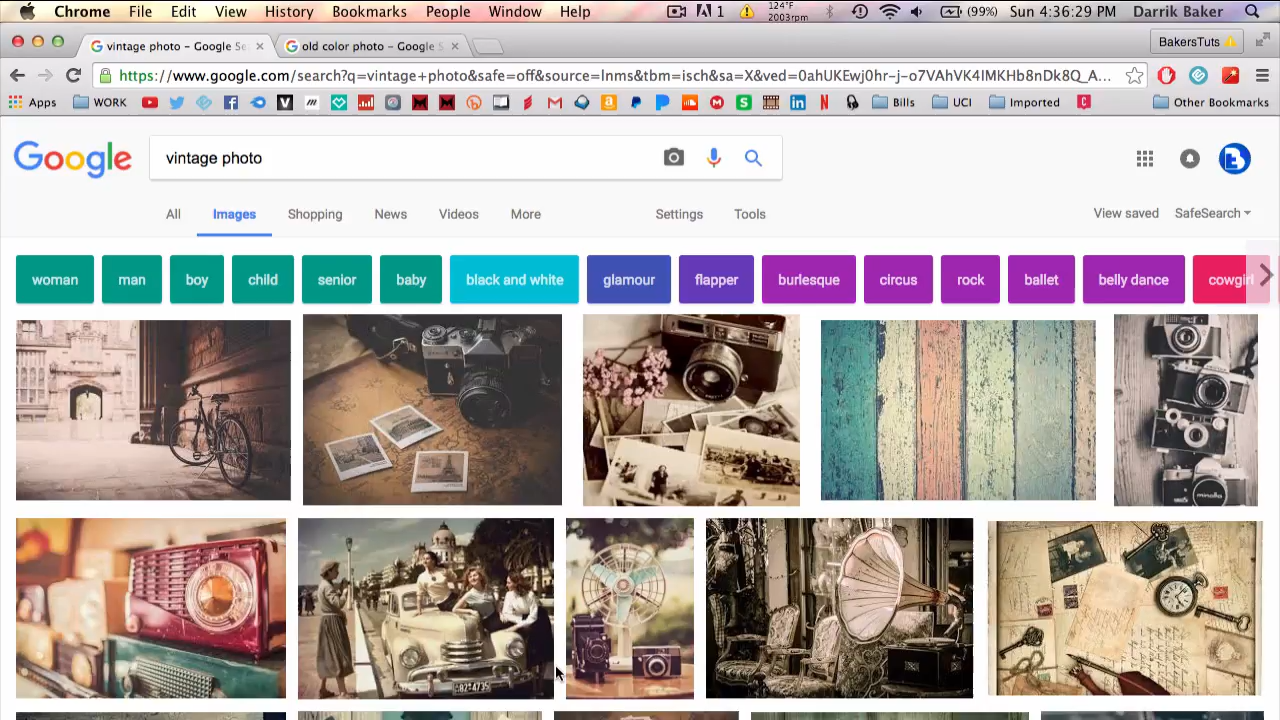 Chrome File Edit View History Bookmarks People Window Help 1 124°F 2003rpm (99%) Sun 4:36:29 PM Darrik Baker
vintage photo - Google Se × old color photo - Google S × BakersTuts
https://www.google.com/search?q=vintage+photo&safe=off&source=lnms&tbm=isch&sa=X&ved=0ahUKEwj0hr-j-o7VAhVK4IMKHb8nDk8Q_A...
Apps WORK Bills UCI Imported Other Bookmarks
Google vintage photo
All Images Shopping News Videos More Settings Tools View saved SafeSearch
woman man boy child senior baby black and white glamour flapper burlesque circus rock ballet belly dance cowgirl
minolta